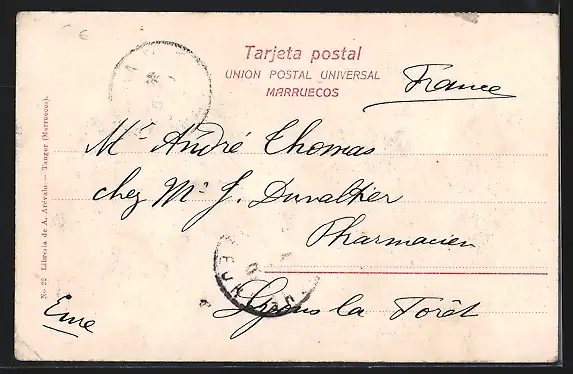 6
Tarjeta postal
UNION POSTAL UNIVERSAL
MARRUECOS
France
Mr André Thomas
chez Mr J. Duvaltier
Pharmacien
Lyons la Forêt
Eure
No 22 Librería de A. Arévalo.— Tanger (Marruecos).